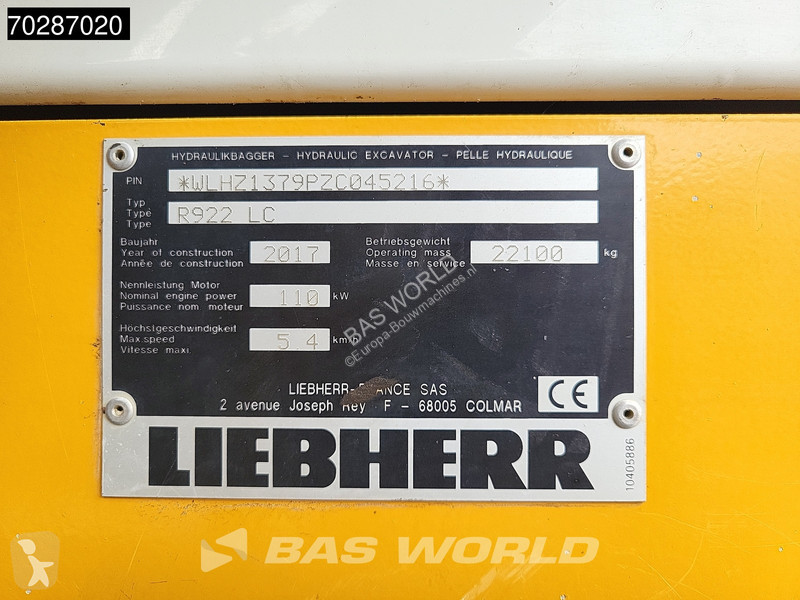 70287020
HYDRAULIKBAGGER - HYDRAULIC EXCAVATOR - PELLE HYDRAULIQUE
PIN *WLHZ1379PZC045216*
Typ
Type R922 LC
Type
Baujahr
Year of construction 2017
Année de construction
Betriebsgewicht
Operating mass 22100 kg
Masse en service
Nennleistung Motor
Nominal engine power 110 kW
Puissance nom moteur
Höchstgeschwindigkeit
Max.speed 5 4 km/h
Vitesse maxi
BAS WORLD
©Europa-Bouwmachines.nl
LIEBHERR-FRANCE SAS
2 avenue Joseph Rey F - 68005 COLMAR
CE
LIEBHERR
10405886
BAS WORLD